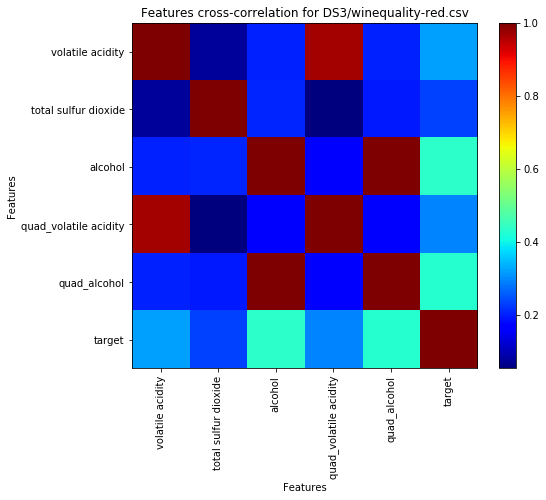 Features cross-correlation for DS3/winequality-red.csv
volatile acidity
total sulfur dioxide
alcohol
quad_volatile acidity
quad_alcohol
target
Features
volatile acidity
total sulfur dioxide
alcohol
quad_volatile acidity
quad_alcohol
target
Features
1.0
0.8
0.6
0.4
0.2